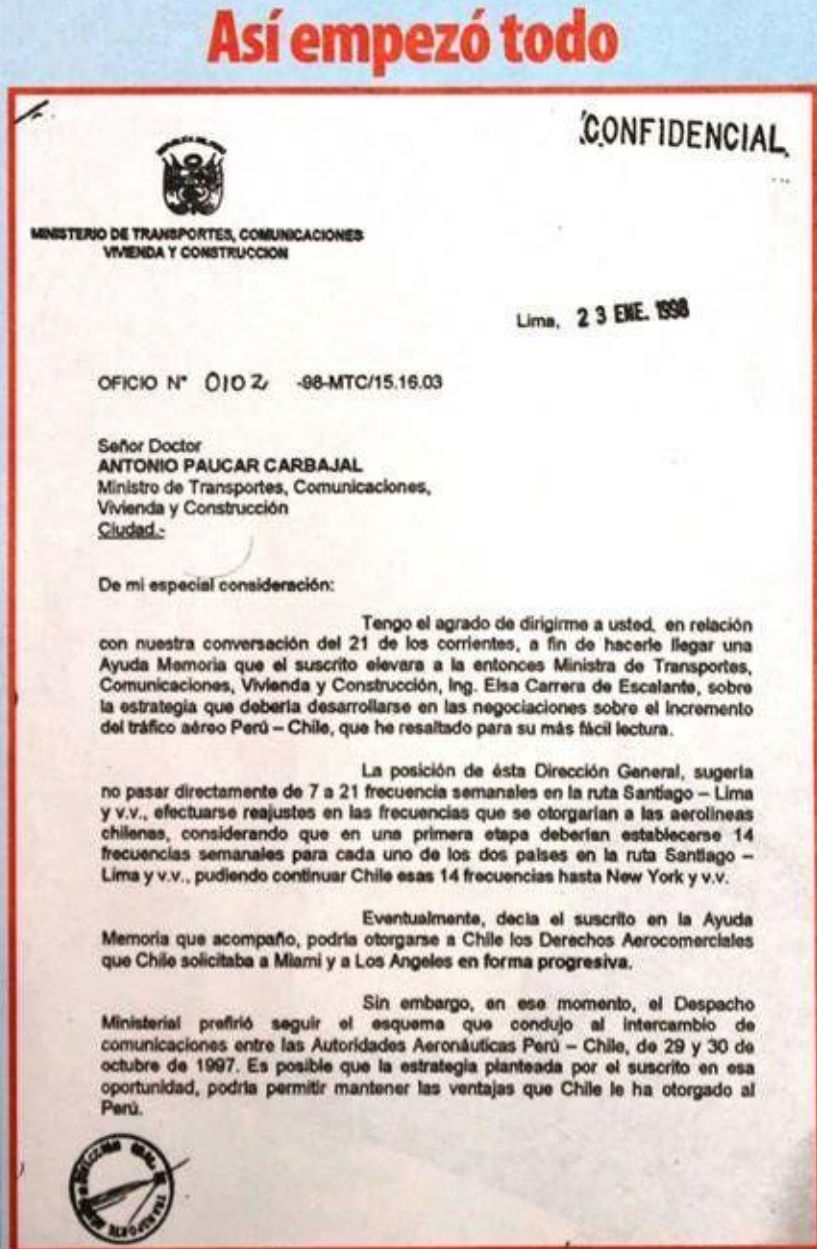 Así empezó todo
CONFIDENCIAL
MINISTERIO DE TRANSPORTES, COMUNICACIONES
VIVIENDA Y CONSTRUCCION
Lima, 23 ENE. 1998
OFICIO N° 0102 -98-MTC/15.16.03
Señor Doctor
ANTONIO PAUCAR CARBAJAL
Ministro de Transportes, Comunicaciones,
Vivienda y Construcción
Ciudad.-
De mi especial consideración:
Tengo el agrado de dirigirme a usted, en relación
con nuestra conversación del 21 de los corrientes, a fin de hacerle llegar una
Ayuda Memoria que el suscrito elevara a la entonces Ministra de Transportes,
Comunicaciones, Vivienda y Construcción, Ing. Elsa Carrera de Escalante, sobre
la estrategia que debería desarrollarse en las negociaciones sobre el incremento
del tráfico aéreo Perú – Chile, que he resaltado para su más fácil lectura.
La posición de ésta Dirección General, sugería
no pasar directamente de 7 a 21 frecuencia semanales en la ruta Santiago – Lima
y v.v., efectuarse reajustes en las frecuencias que se otorgarían a las aerolíneas
chilenas, considerando que en una primera etapa deberían establecerse 14
frecuencias semanales para cada uno de los dos países en la ruta Santiago –
Lima y v.v., pudiendo continuar Chile esas 14 frecuencias hasta New York y v.v.
Eventualmente, decía el suscrito en la Ayuda
Memoria que acompaño, podría otorgarse a Chile los Derechos Aerocomerciales
que Chile solicitaba a Miami y a Los Angeles en forma progresiva.
Sin embargo, en ese momento, el Despacho
Ministerial prefirió seguir el esquema que condujo al intercambio de
comunicaciones entre las Autoridades Aeronáuticas Perú – Chile, de 29 y 30 de
octubre de 1997. Es posible que la estrategia planteada por el suscrito en esa
oportunidad, podría permitir mantener las ventajas que Chile le ha otorgado al
Perú.